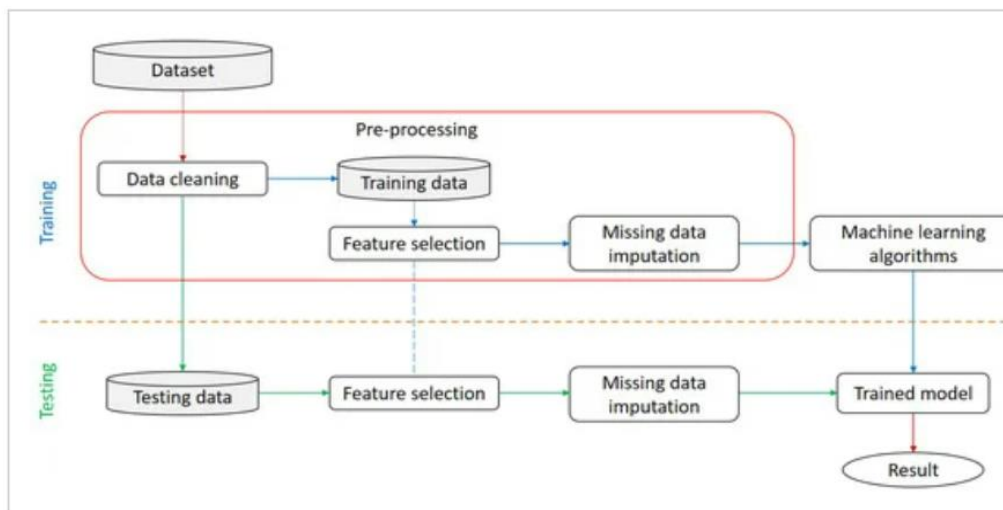 Dataset
Pre-processing
Training
Data cleaning
Training data
Feature selection
Missing data
imputation
Machine learning
algorithms
Testing
Testing data
Feature selection
Missing data
imputation
Trained model
Result